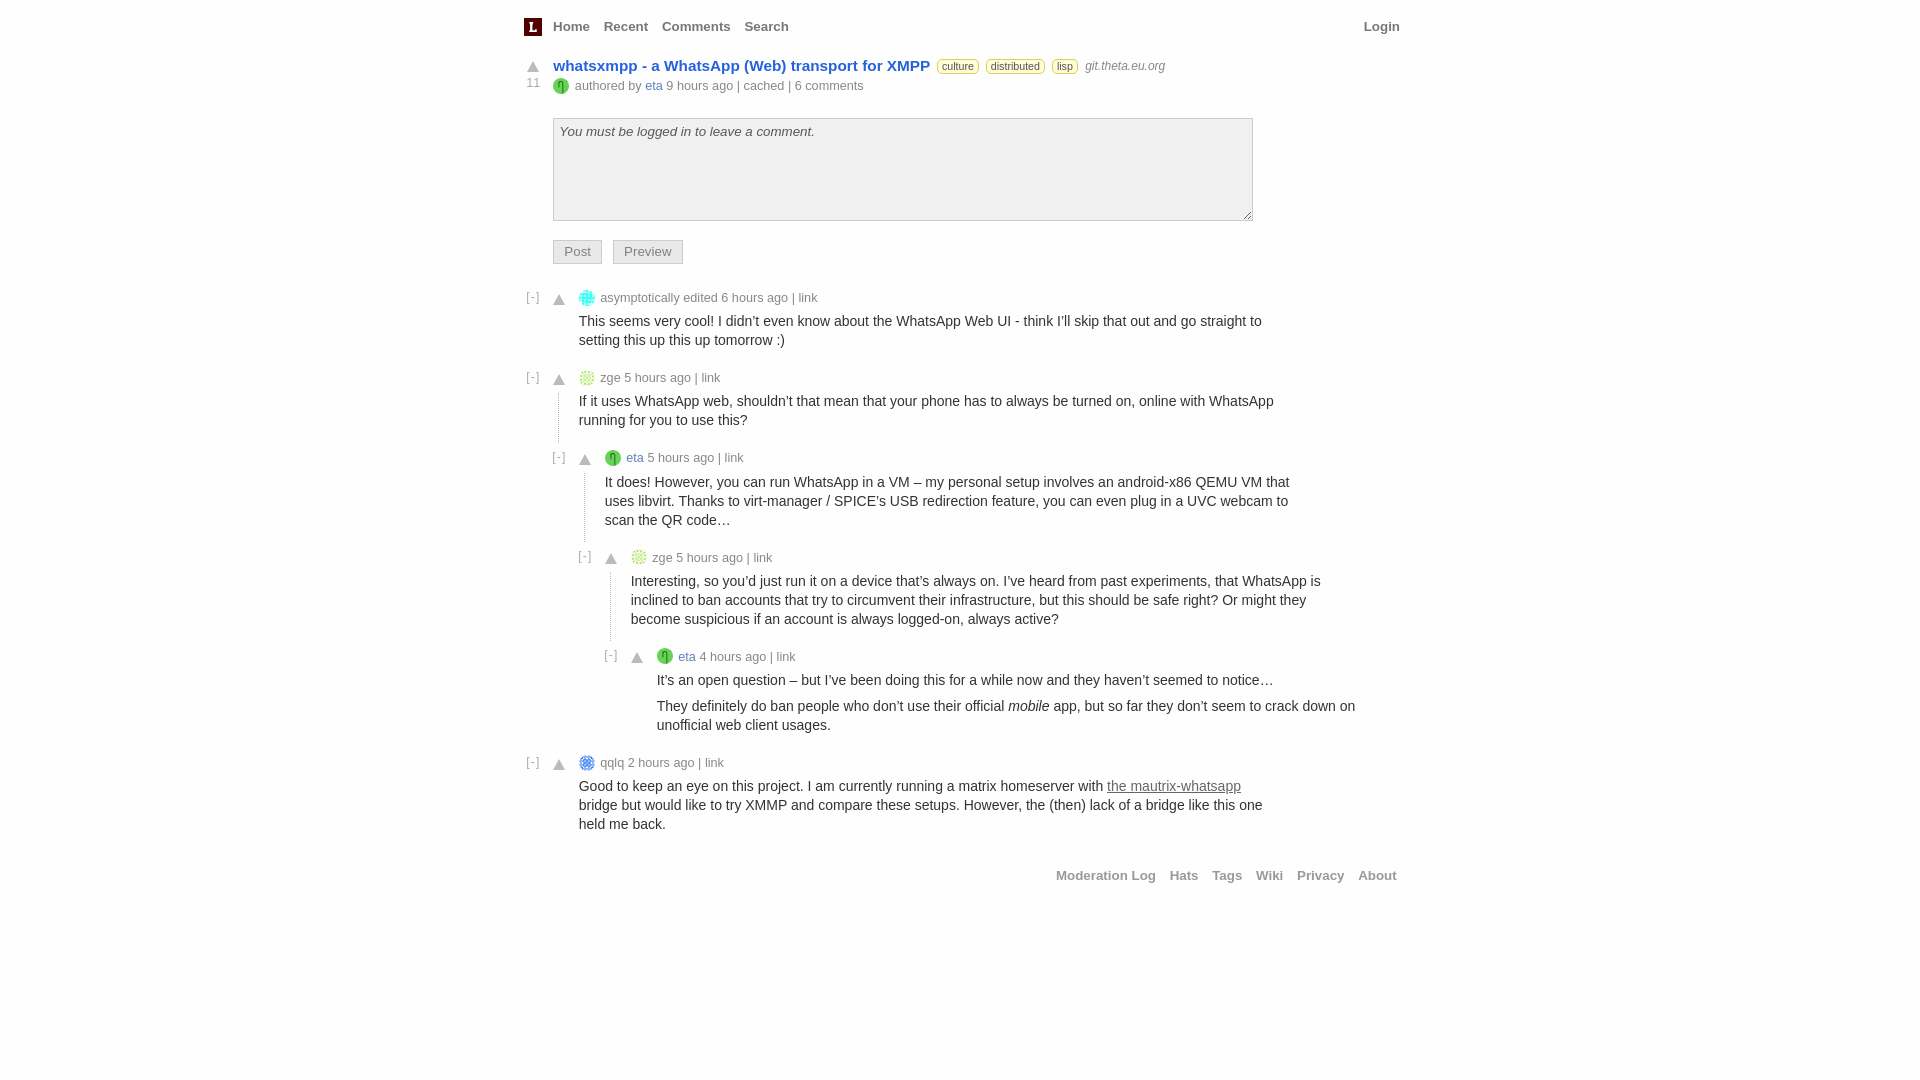 L Home Recent Comments Search Login
whatsxmpp - a WhatsApp (Web) transport for XMPP culture distributed lisp git.theta.eu.org
11 authored by eta 9 hours ago | cached | 6 comments
You must be logged in to leave a comment.
Post Preview
[-] asymptotically edited 6 hours ago | link
This seems very cool! I didn’t even know about the WhatsApp Web UI - think I’ll skip that out and go straight to
setting this up this up tomorrow :)
[-] zge 5 hours ago | link
If it uses WhatsApp web, shouldn’t that mean that your phone has to always be turned on, online with WhatsApp
running for you to use this?
[-] eta 5 hours ago | link
It does! However, you can run WhatsApp in a VM – my personal setup involves an android-x86 QEMU VM that
uses libvirt. Thanks to virt-manager / SPICE’s USB redirection feature, you can even plug in a UVC webcam to
scan the QR code…
[-] zge 5 hours ago | link
Interesting, so you’d just run it on a device that’s always on. I’ve heard from past experiments, that WhatsApp is
inclined to ban accounts that try to circumvent their infrastructure, but this should be safe right? Or might they
become suspicious if an account is always logged-on, always active?
[-] eta 4 hours ago | link
It’s an open question – but I’ve been doing this for a while now and they haven’t seemed to notice…
They definitely do ban people who don’t use their official mobile app, but so far they don’t seem to crack down on
unofficial web client usages.
[-] qqlq 2 hours ago | link
Good to keep an eye on this project. I am currently running a matrix homeserver with the mautrix-whatsapp
bridge but would like to try XMMP and compare these setups. However, the (then) lack of a bridge like this one
held me back.
Moderation Log Hats Tags Wiki Privacy About